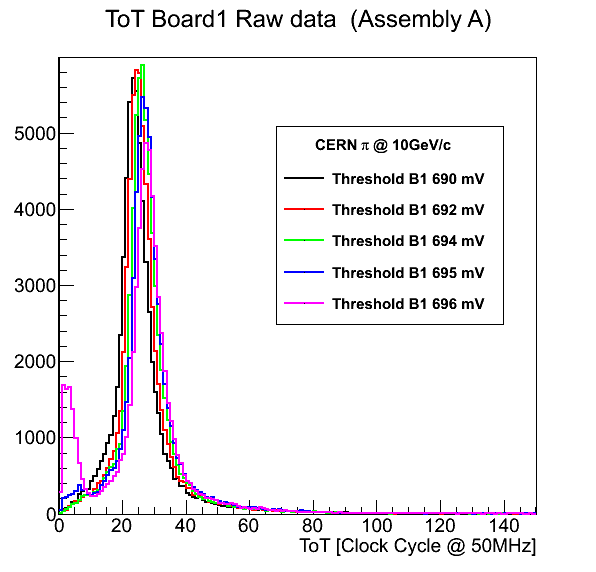 ToT Board1 Raw data (Assembly A)
5000
4000
3000
2000
1000
0
CERN π @ 10GeV/c
Threshold B1 690 mV
Threshold B1 692 mV
Threshold B1 694 mV
Threshold B1 695 mV
Threshold B1 696 mV
0 20 40 60 80 100 120 140
ToT [Clock Cycle @ 50MHz]